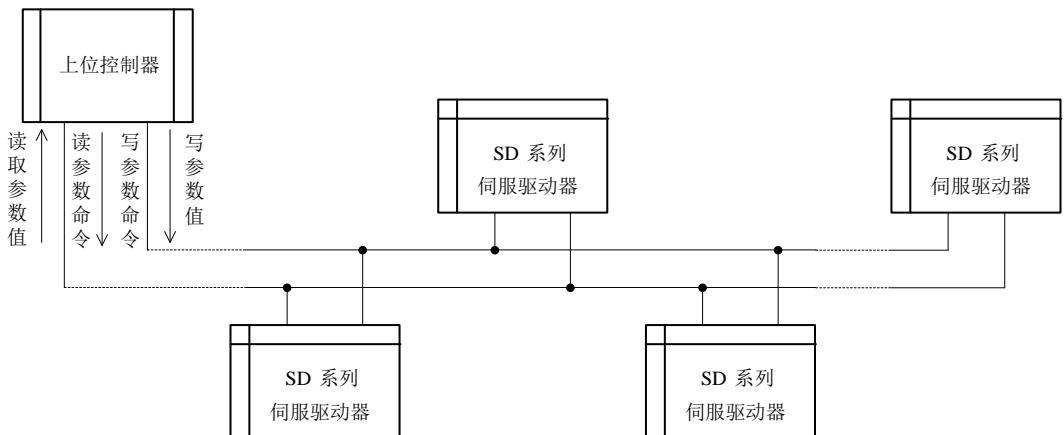 上位控制器
读取参数值
读参数命令
写参数命令
写参数值
SD 系列
伺服驱动器
SD 系列
伺服驱动器
SD 系列
伺服驱动器
SD 系列
伺服驱动器